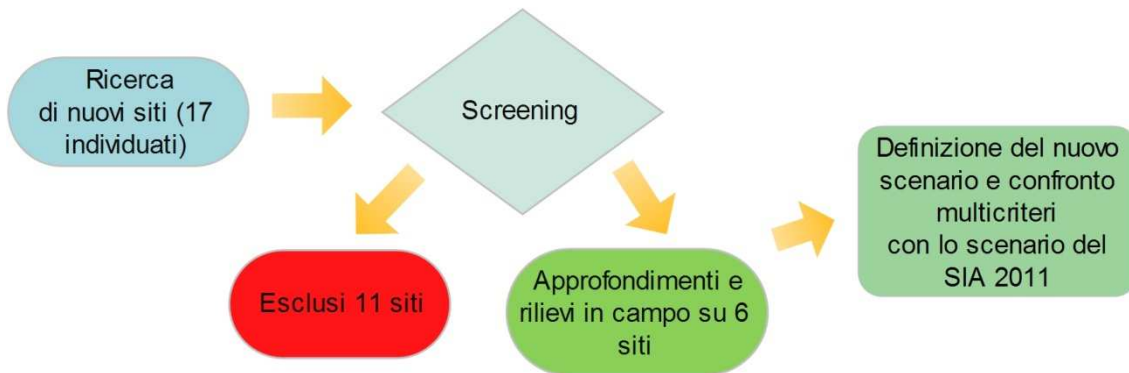 Ricerca
di nuovi siti (17
individuati)
Screening
Esclusi 11 siti
Approfondimenti e
rilievi in campo su 6
siti
Definizione del nuovo
scenario e confronto
multicriteri
con lo scenario del
SIA 2011